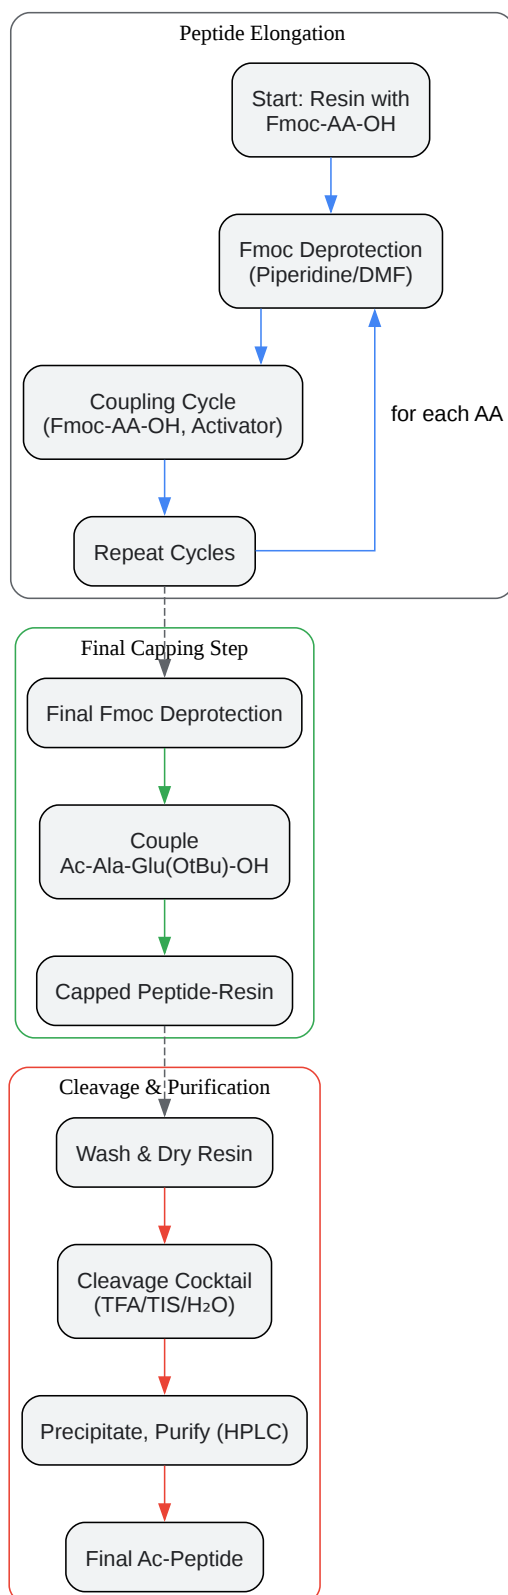 Peptide Elongation
Start: Resin with
Fmoc-AA-OH
Fmoc Deprotection
(Piperidine/DMF)
Coupling Cycle
(Fmoc-AA-OH, Activator)
for each AA
Repeat Cycles
Final Capping Step
Final Fmoc Deprotection
Couple
Ac-Ala-Glu(OtBu)-OH
Capped Peptide-Resin
Cleavage & Purification
Wash & Dry Resin
Cleavage Cocktail
(TFA/TIS/H₂O)
Precipitate, Purify (HPLC)
Final Ac-Peptide